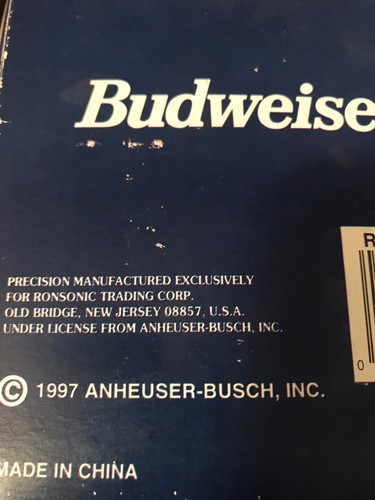 Budweise
R
PRECISION MANUFACTURED EXCLUSIVELY
FOR RONSONIC TRADING CORP.
OLD BRIDGE, NEW JERSEY 08857, U.S.A.
UNDER LICENSE FROM ANHEUSER-BUSCH, INC.
0
© 1997 ANHEUSER-BUSCH, INC.
MADE IN CHINA